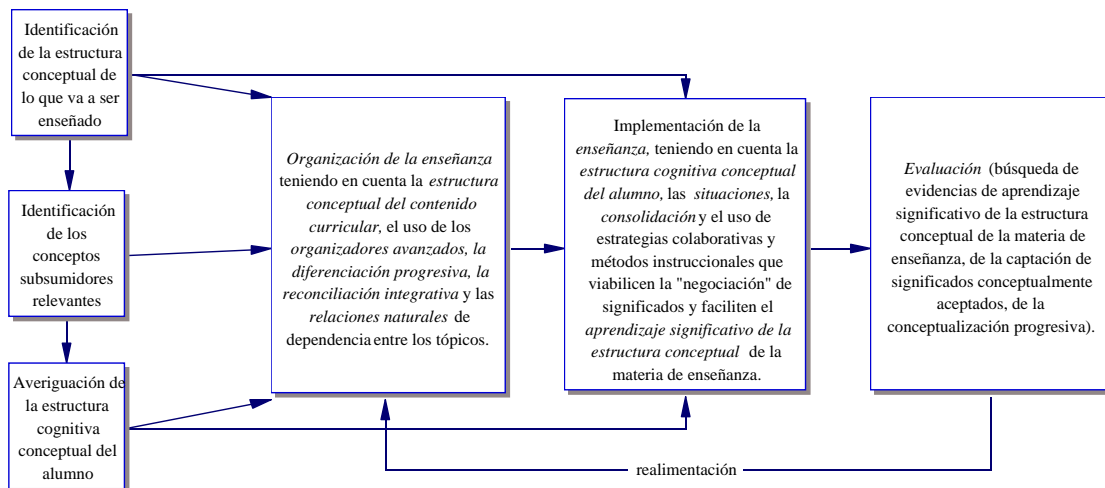 Identificación
de la estructura
conceptual de
lo que va a ser
enseñado
Identificación
de los
conceptos
subsumidores
relevantes
Averiguación de
la estructura
cognitiva
conceptual del
alumno
Organización de la enseñanza
teniendo en cuenta la estructura
conceptual del contenido
curricular, el uso de los
organizadores avanzados, la
diferenciación progresiva, la
reconciliación integrativa y las
relaciones naturales de
dependencia entre los tópicos.
Implementación de la
enseñanza, teniendo en cuenta la
estructura cognitiva conceptual
del alumno, las situaciones, la
consolidación y el uso de
estrategias colaborativas y
métodos instruccionales que
viabilicen la "negociación" de
significados y faciliten el
aprendizaje significativo de la
estructura conceptual de la
materia de enseñanza.
Evaluación (búsqueda de
evidencias de aprendizaje
significativo de la estructura
conceptual de la materia de
enseñanza, de la captación de
significados conceptualmente
aceptados, de la
conceptualización progresiva).
realimentación